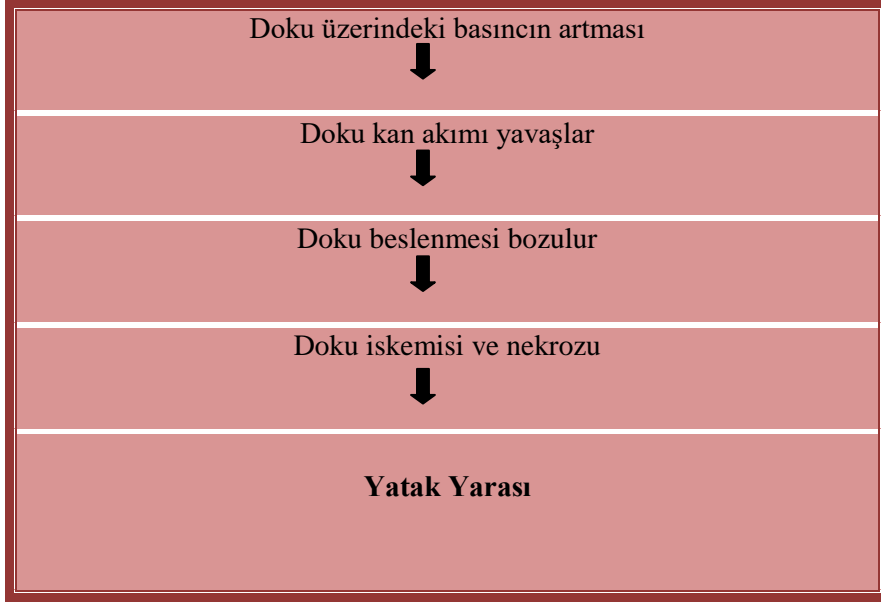 Doku üzerindeki basıncın artması
Doku kan akımı yavaşlar
Doku beslenmesi bozulur
Doku iskemisi ve nekrozu
Yatak Yarası